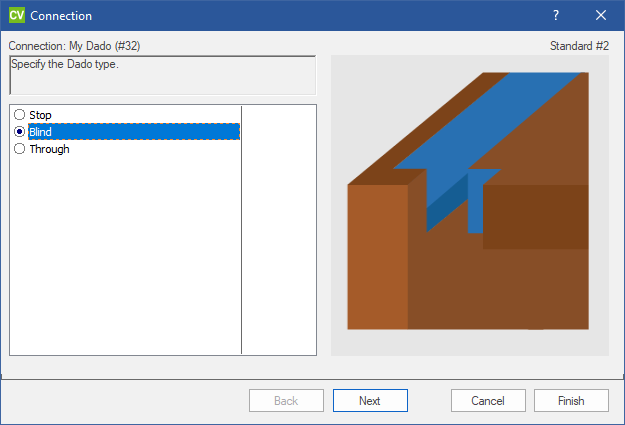 CV Connection ?
Connection: My Dado (#32) Standard #2
Specify the Dado type.
Stop
Blind
Through
Back Next Cancel Finish